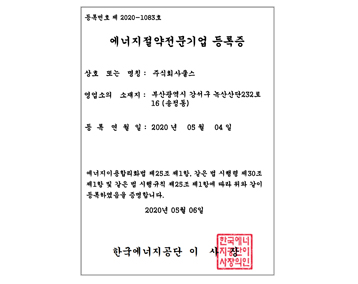 등록번호 제 2020-1083호
에너지절약전문기업 등록증
상호 또는 명칭 : 주식회사출스
영업소의 소재지 : 부산광역시 강서구 녹산산단232로
16 (송정동)
등 록 연 월 일 : 2020 년 05 월 04 일
에너지이용합리화법 제25조 제1항, 같은 법 시행령 제30조
제1항 및 같은 법 시행규칙 제25조 제1항에 따라 위와 같이
등록하였음을 증명합니다.
2020년 05월 06일
한국에너지공단 이 사 장
한국에너
지공단이
사장의인